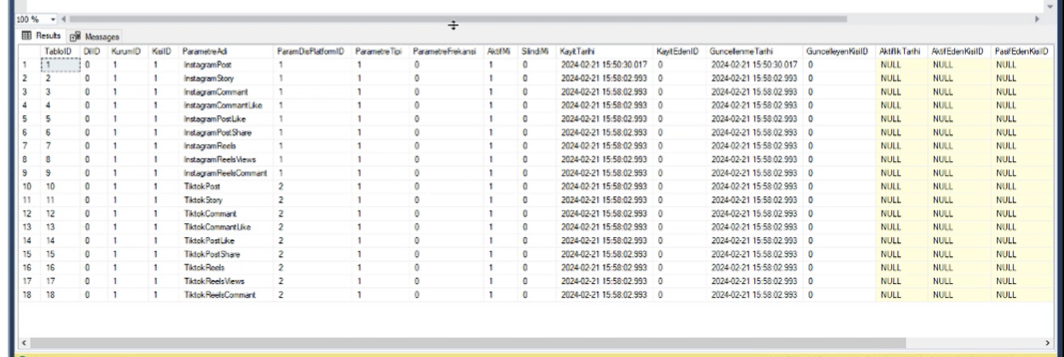 100 %
Results Messages
TabloID DilID KurumID KisiID ParametreAdi ParamDisPlatformID ParametreTipi ParametreFrekansi AktifMi SilindiMi KayitTarihi KayitEdenID GuncellenmeTarihi GuncelleyenKisiID AktiflikTarihi AktifEdenKisiID PasifEdenKisiID
1 1 0 1 1 InstagramPost 1 1 0 1 0 2024-02-21 15:50:30.017 0 2024-02-21 15:50:30.017 0 NULL NULL NULL
2 2 0 1 1 InstagramStory 1 1 0 1 0 2024-02-21 15:58:02.993 0 2024-02-21 15:58:02.993 0 NULL NULL NULL
3 3 0 1 1 InstagramCommant 1 1 0 1 0 2024-02-21 15:58:02.993 0 2024-02-21 15:58:02.993 0 NULL NULL NULL
4 4 0 1 1 InstagramCommantLike 1 1 0 1 0 2024-02-21 15:58:02.993 0 2024-02-21 15:58:02.993 0 NULL NULL NULL
5 5 0 1 1 InstagramPostLike 1 1 0 1 0 2024-02-21 15:58:02.993 0 2024-02-21 15:58:02.993 0 NULL NULL NULL
6 6 0 1 1 InstagramPostShare 1 1 0 1 0 2024-02-21 15:58:02.993 0 2024-02-21 15:58:02.993 0 NULL NULL NULL
7 7 0 1 1 InstagramReels 1 1 0 1 0 2024-02-21 15:58:02.993 0 2024-02-21 15:58:02.993 0 NULL NULL NULL
8 8 0 1 1 InstagramReelsViews 1 1 0 1 0 2024-02-21 15:58:02.993 0 2024-02-21 15:58:02.993 0 NULL NULL NULL
9 9 0 1 1 InstagramReelsCommant 1 1 0 1 0 2024-02-21 15:58:02.993 0 2024-02-21 15:58:02.993 0 NULL NULL NULL
10 10 0 1 1 TiktokPost 2 1 0 1 0 2024-02-21 15:58:02.993 0 2024-02-21 15:58:02.993 0 NULL NULL NULL
11 11 0 1 1 TiktokStory 2 1 0 1 0 2024-02-21 15:58:02.993 0 2024-02-21 15:58:02.993 0 NULL NULL NULL
12 12 0 1 1 TiktokCommant 2 1 0 1 0 2024-02-21 15:58:02.993 0 2024-02-21 15:58:02.993 0 NULL NULL NULL
13 13 0 1 1 TiktokCommantLike 2 1 0 1 0 2024-02-21 15:58:02.993 0 2024-02-21 15:58:02.993 0 NULL NULL NULL
14 14 0 1 1 TiktokPostLike 2 1 0 1 0 2024-02-21 15:58:02.993 0 2024-02-21 15:58:02.993 0 NULL NULL NULL
15 15 0 1 1 TiktokPostShare 2 1 0 1 0 2024-02-21 15:58:02.993 0 2024-02-21 15:58:02.993 0 NULL NULL NULL
16 16 0 1 1 TiktokReels 2 1 0 1 0 2024-02-21 15:58:02.993 0 2024-02-21 15:58:02.993 0 NULL NULL NULL
17 17 0 1 1 TiktokReelsViews 2 1 0 1 0 2024-02-21 15:58:02.993 0 2024-02-21 15:58:02.993 0 NULL NULL NULL
18 18 0 1 1 TiktokReelsCommant 2 1 0 1 0 2024-02-21 15:58:02.993 0 2024-02-21 15:58:02.993 0 NULL NULL NULL